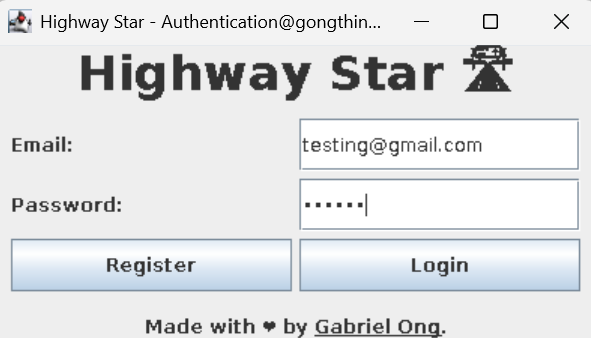 Highway Star - Authentication@gongthin...
Highway Star 🛣
Email:
testing@gmail.com
Password:
••••••
Register
Login
Made with ❤ by Gabriel Ong.